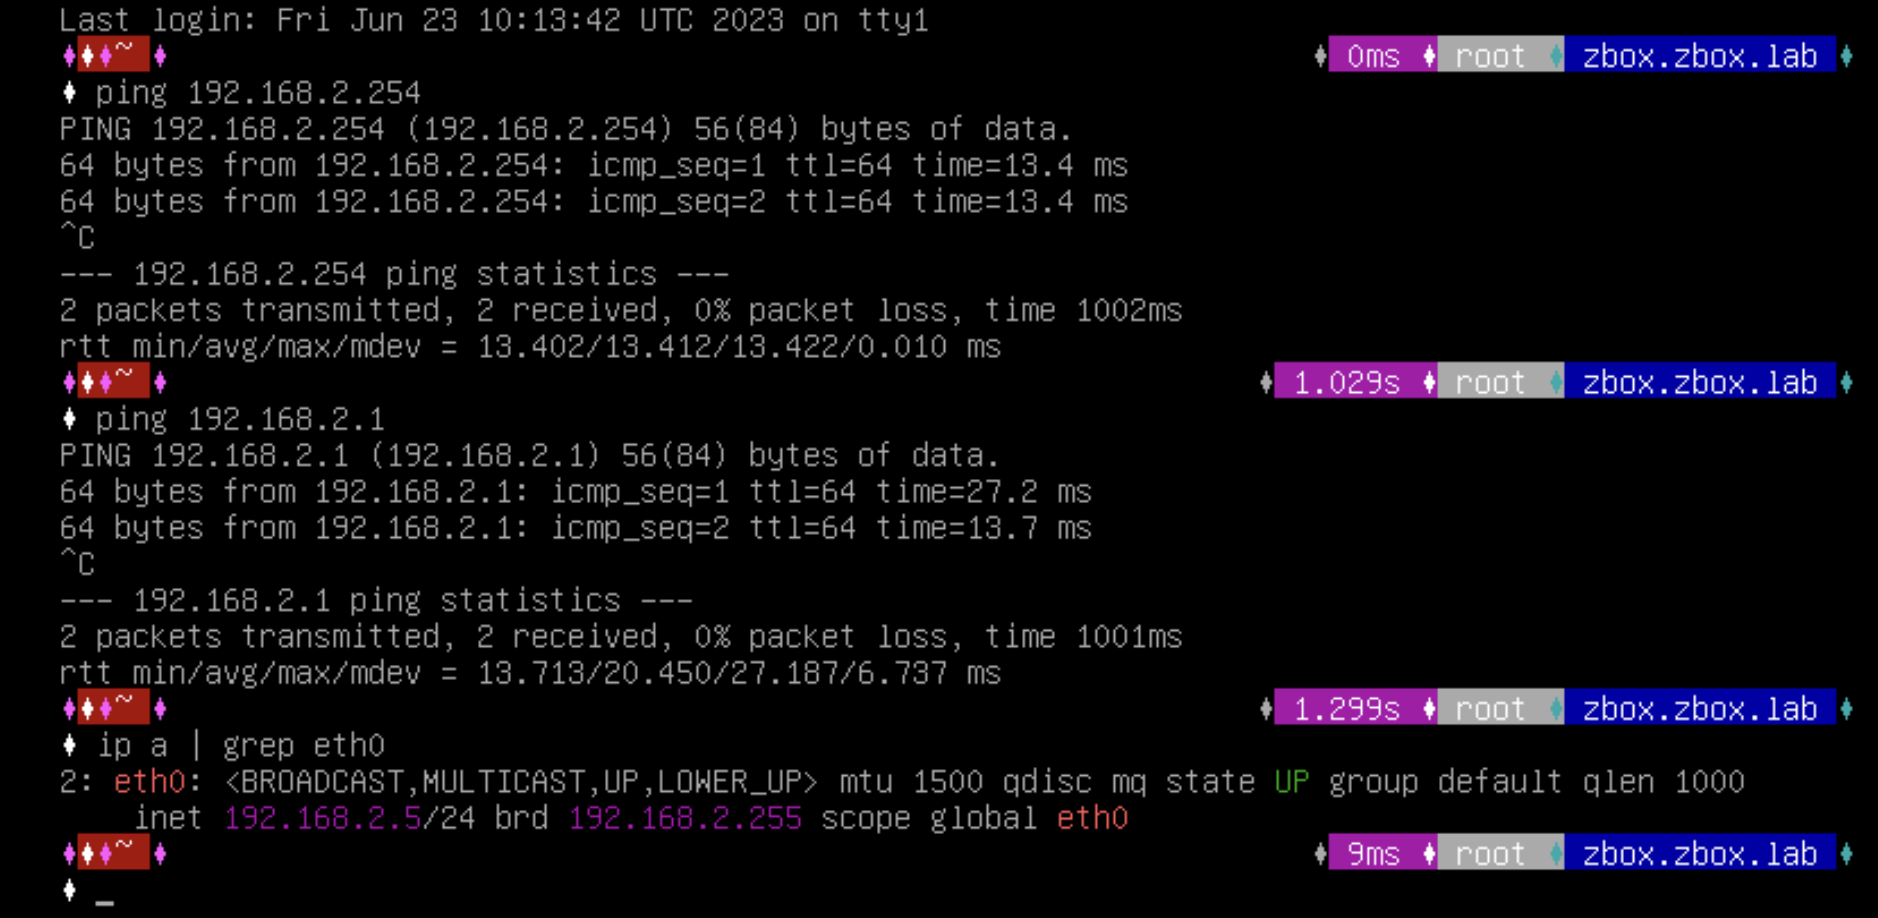 Last login: Fri Jun 23 10:13:42 UTC 2023 on tty1
♦♦♦~ ♦ ♦ 0ms ♦ root ♦ zbox.zbox.lab ♦
♦ ping 192.168.2.254
PING 192.168.2.254 (192.168.2.254) 56(84) bytes of data.
64 bytes from 192.168.2.254: icmp_seq=1 ttl=64 time=13.4 ms
64 bytes from 192.168.2.254: icmp_seq=2 ttl=64 time=13.4 ms
^C
--- 192.168.2.254 ping statistics ---
2 packets transmitted, 2 received, 0% packet loss, time 1002ms
rtt min/avg/max/mdev = 13.402/13.412/13.422/0.010 ms
♦♦♦~ ♦ ♦ 1.029s ♦ root ♦ zbox.zbox.lab ♦
♦ ping 192.168.2.1
PING 192.168.2.1 (192.168.2.1) 56(84) bytes of data.
64 bytes from 192.168.2.1: icmp_seq=1 ttl=64 time=27.2 ms
64 bytes from 192.168.2.1: icmp_seq=2 ttl=64 time=13.7 ms
^C
--- 192.168.2.1 ping statistics ---
2 packets transmitted, 2 received, 0% packet loss, time 1001ms
rtt min/avg/max/mdev = 13.713/20.450/27.187/6.737 ms
♦♦♦~ ♦ ♦ 1.299s ♦ root ♦ zbox.zbox.lab ♦
♦ ip a | grep eth0
2: eth0: <BROADCAST,MULTICAST,UP,LOWER_UP> mtu 1500 qdisc mq state UP group default qlen 1000
inet 192.168.2.5/24 brd 192.168.2.255 scope global eth0
♦♦♦~ ♦ ♦ 9ms ♦ root ♦ zbox.zbox.lab ♦
♦ _